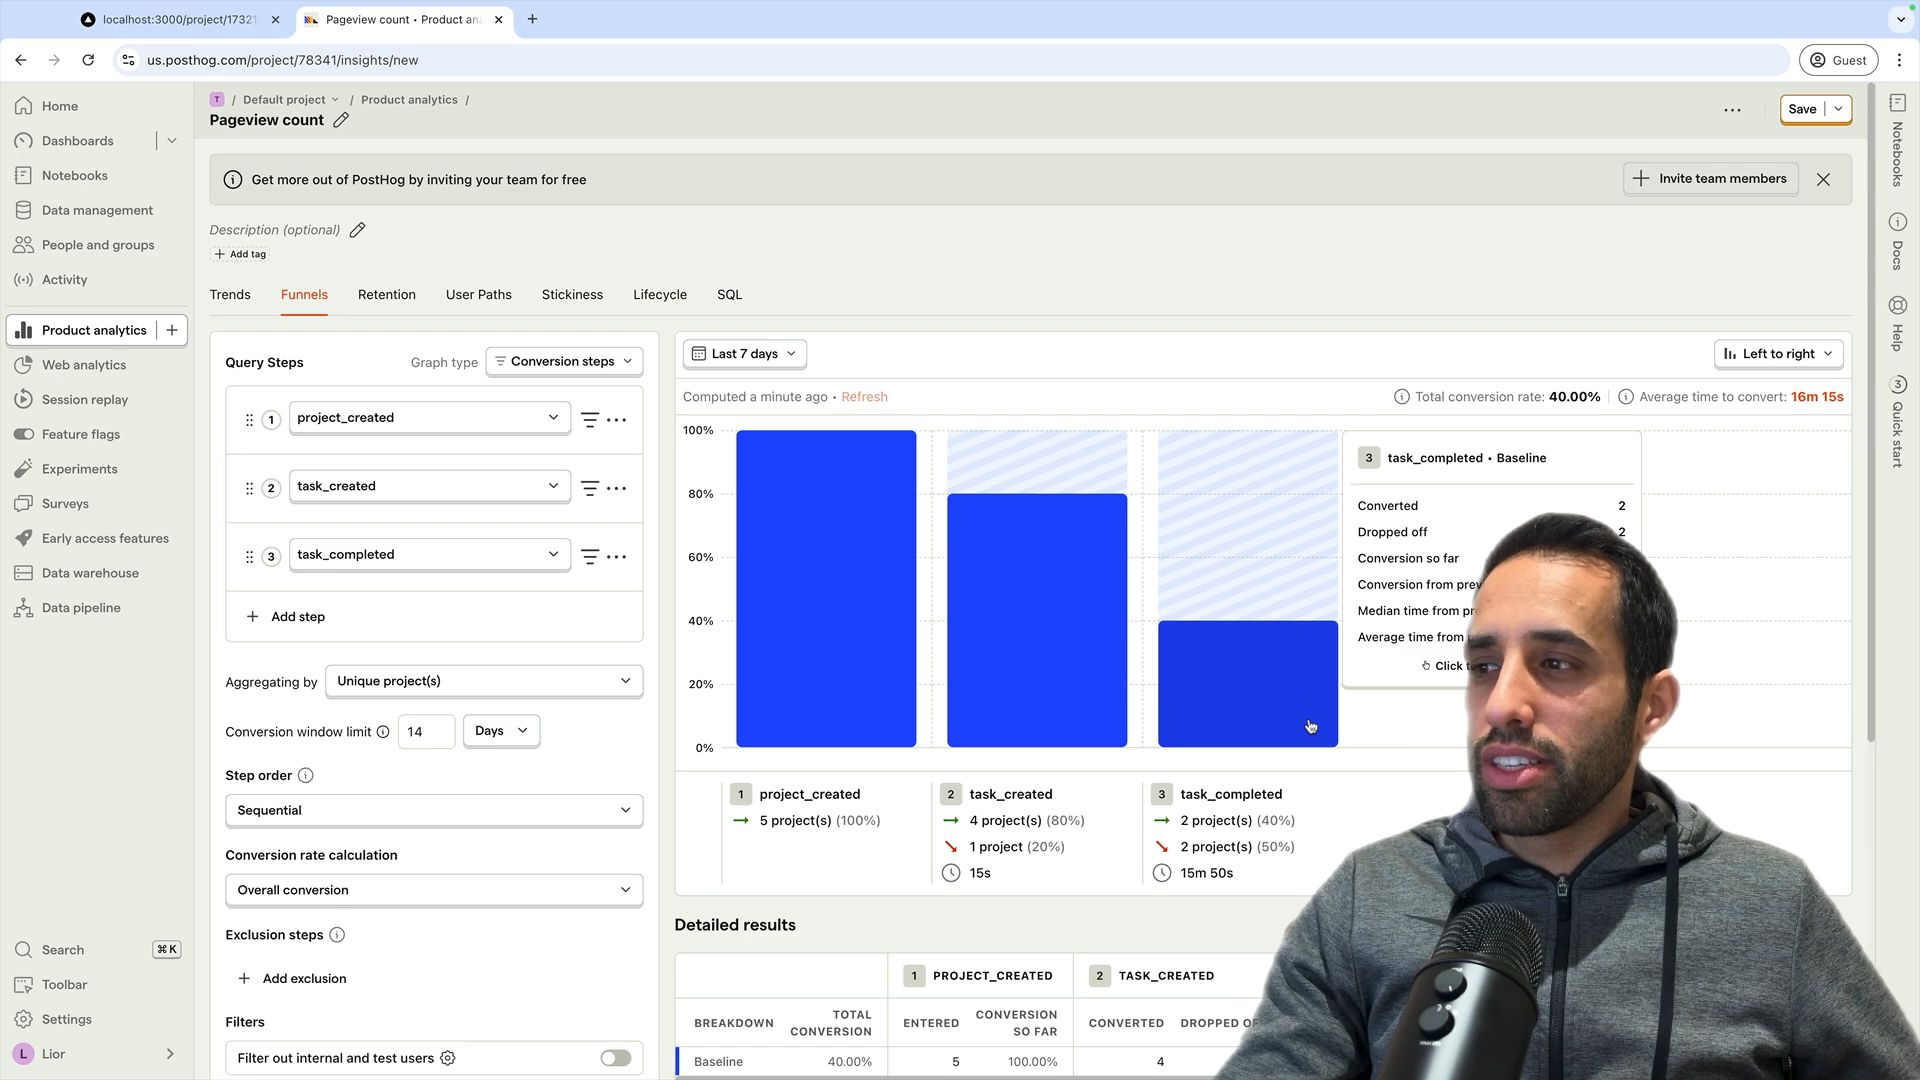 localhost:3000/project/17321
Pageview count • Product ana
us.posthog.com/project/78341/insights/new
Guest
Home
Dashboards
Notebooks
Data management
People and groups
Activity
Product analytics
Web analytics
Session replay
Feature flags
Experiments
Surveys
Early access features
Data warehouse
Data pipeline
Search
⌘ K
Toolbar
Settings
L Lior
T / Default project / Product analytics /
Pageview count
Save
Get more out of PostHog by inviting your team for free
Invite team members
Description (optional)
Add tag
Trends Funnels Retention User Paths Stickiness Lifecycle SQL
Query Steps
Graph type Conversion steps
1 project_created
2 task_created
3 task_completed
Add step
Aggregating by Unique project(s)
Conversion window limit 14 Days
Step order
Sequential
Conversion rate calculation
Overall conversion
Exclusion steps
Add exclusion
Filters
Filter out internal and test users
Last 7 days
Left to right
Computed a minute ago • Refresh
Total conversion rate: 40.00%
Average time to convert: 16m 15s
100%
80%
60%
40%
20%
0%
3 task_completed • Baseline
Converted 2
Dropped off 2
Conversion so far
Conversion from
Median time from
Average time from
Click
1 project_created
5 project(s) (100%)
2 task_created
4 project(s) (80%)
1 project (20%)
15s
3 task_completed
2 project(s) (40%)
2 project(s) (50%)
15m 50s
Detailed results
1 PROJECT_CREATED
2 TASK_CREATED
BREAKDOWN
TOTAL
CONVERSION
ENTERED
CONVERSION
SO FAR
CONVERTED
DROPPED
Baseline 40.00% 5 100.00% 4
Notebooks
Docs
Help
3 Quick start